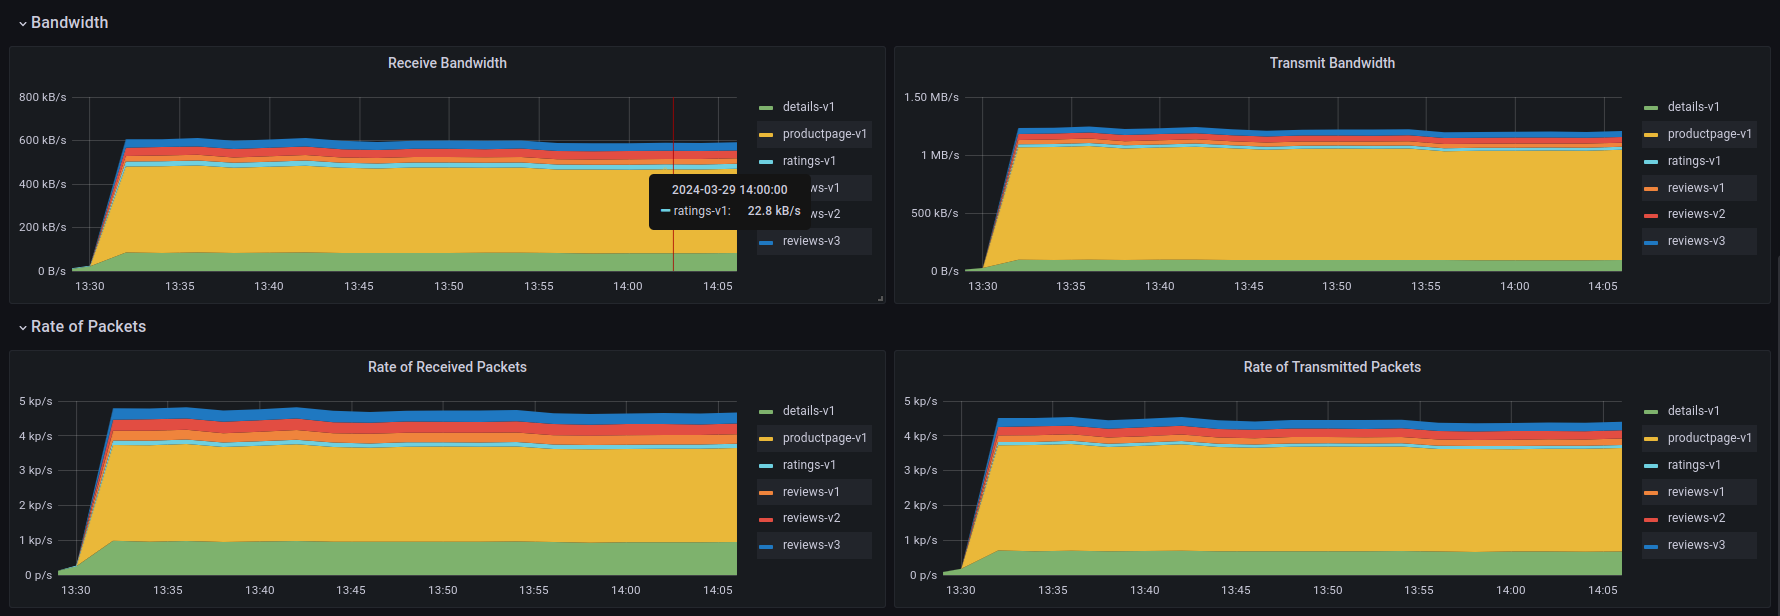 Bandwidth
Receive Bandwidth
800 kB/s
600 kB/s
400 kB/s
200 kB/s
0 B/s
13:30 13:35 13:40 13:45 13:50 13:55 14:00 14:05
details-v1
productpage-v1
ratings-v1
ws-v1
ws-v2
reviews-v3
2024-03-29 14:00:00
ratings-v1: 22.8 kB/s
Transmit Bandwidth
1.50 MB/s
1 MB/s
500 kB/s
0 B/s
13:30 13:35 13:40 13:45 13:50 13:55 14:00 14:05
details-v1
productpage-v1
ratings-v1
reviews-v1
reviews-v2
reviews-v3
Rate of Packets
Rate of Received Packets
5 kp/s
4 kp/s
3 kp/s
2 kp/s
1 kp/s
0 p/s
13:30 13:35 13:40 13:45 13:50 13:55 14:00 14:05
details-v1
productpage-v1
ratings-v1
reviews-v1
reviews-v2
reviews-v3
Rate of Transmitted Packets
5 kp/s
4 kp/s
3 kp/s
2 kp/s
1 kp/s
0 p/s
13:30 13:35 13:40 13:45 13:50 13:55 14:00 14:05
details-v1
productpage-v1
ratings-v1
reviews-v1
reviews-v2
reviews-v3